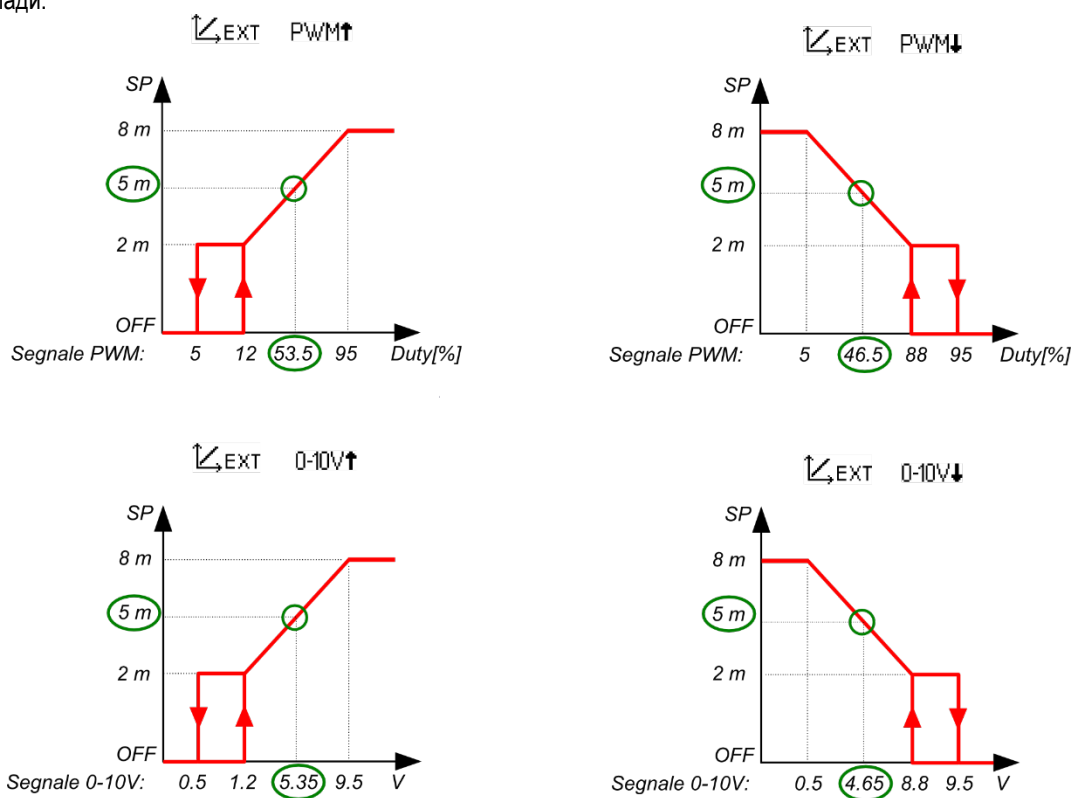 EXT PWM↑
SP
8 m
5 m
2 m
OFF
Segnale PWM: 5 12 53.5 95 Duty[%]
EXT PWM↓
SP
8 m
5 m
2 m
OFF
Segnale PWM: 5 46.5 88 95 Duty[%]
EXT 0-10V↑
SP
8 m
5 m
2 m
OFF
Segnale 0-10V: 0.5 1.2 5.35 9.5 V
EXT 0-10V↓
SP
8 m
5 m
2 m
OFF
Segnale 0-10V: 0.5 4.65 8.8 9.5 V